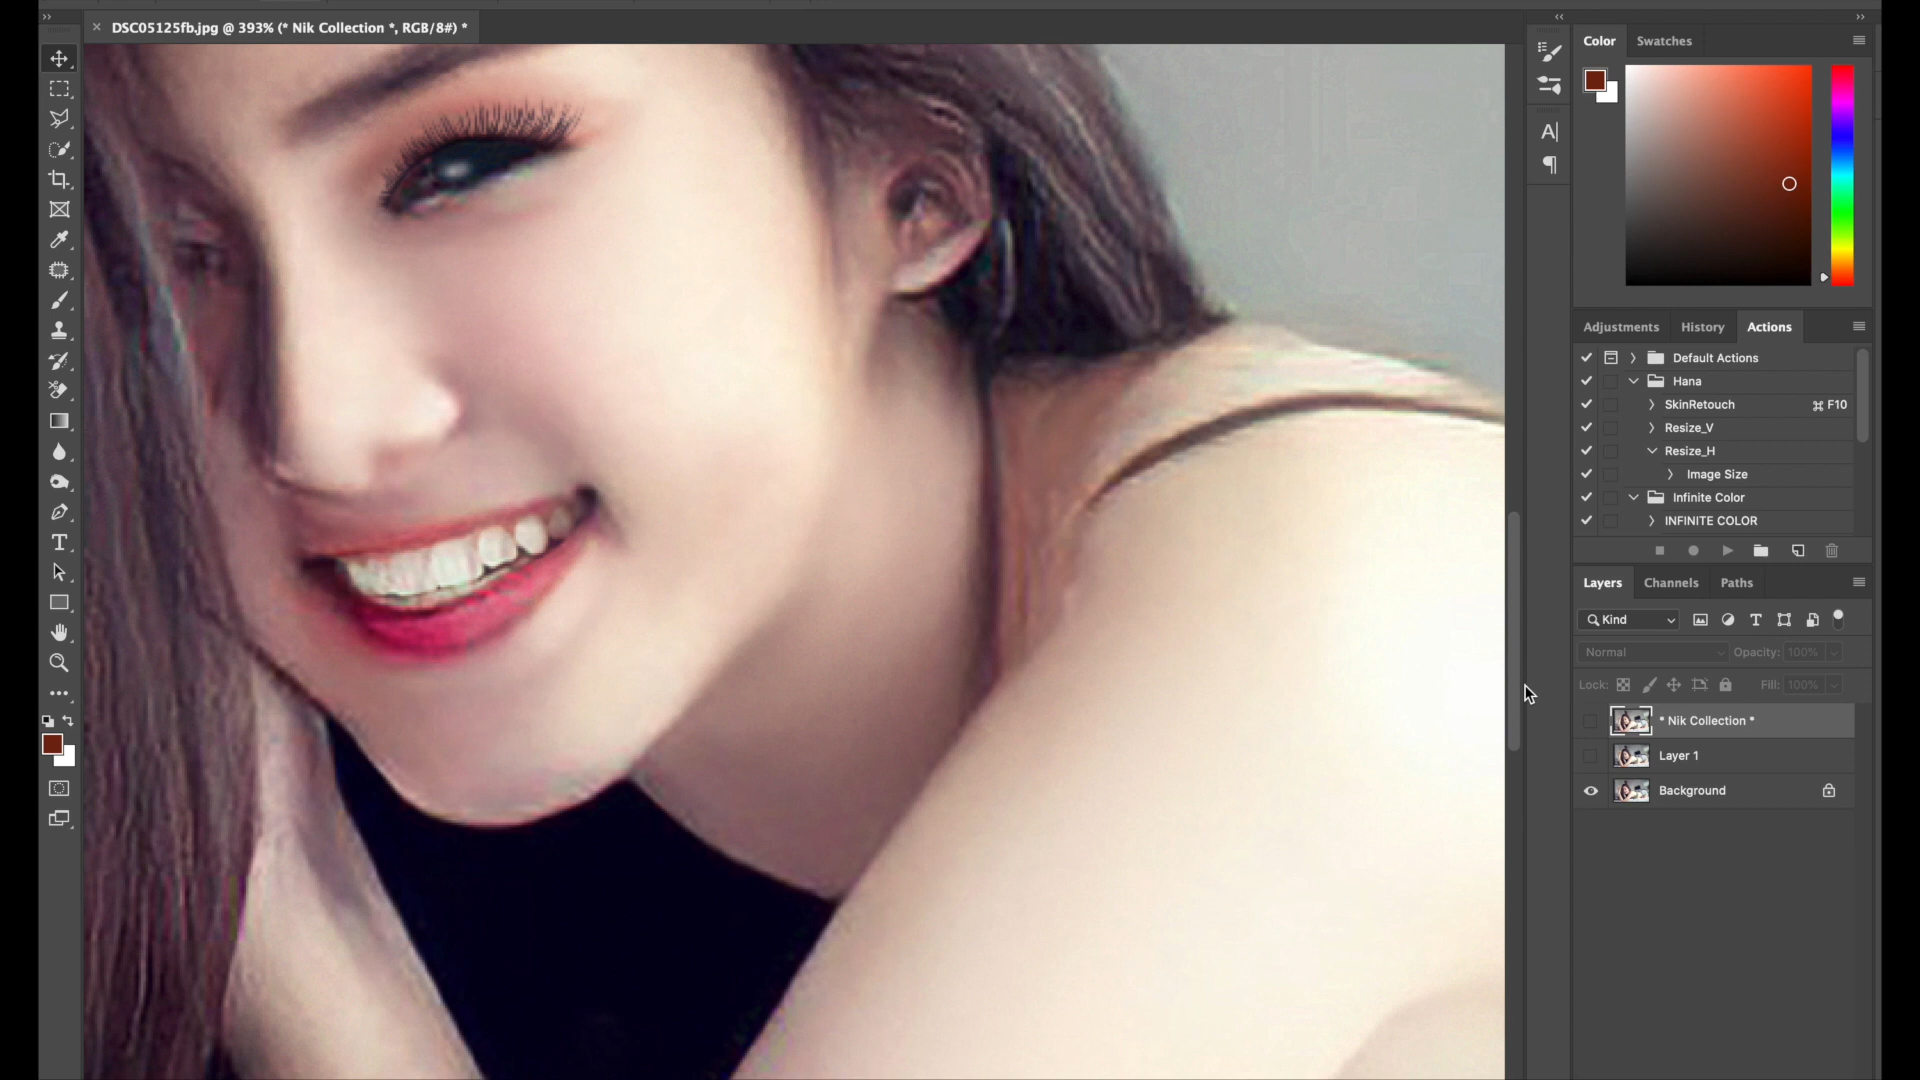 DSC05125fb.jpg @ 393% (* Nik Collection *, RGB/8#) *
Color
Swatches
Adjustments
History
Actions
Default Actions
Hana
SkinRetouch
⌘ F10
Resize_V
Resize_H
Image Size
Infinite Color
INFINITE COLOR
Layers
Channels
Paths
Kind
Normal
Opacity: 100%
Lock:
Fill: 100%
* Nik Collection *
Layer 1
Background